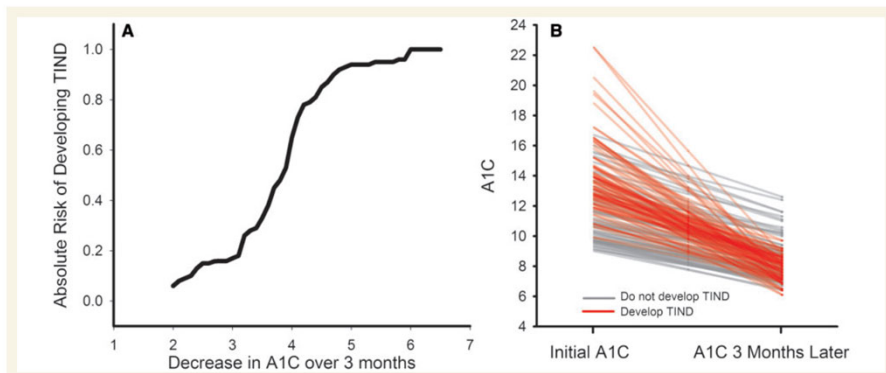 A
Absolute Risk of Developing TIND
1.0
0.8
0.6
0.4
0.2
0.0
1 2 3 4 5 6 7
Decrease in A1C over 3 months
B
A1C
24
22
20
18
16
14
12
10
8
6
4
Do not develop TIND
Develop TIND
Initial A1C A1C 3 Months Later